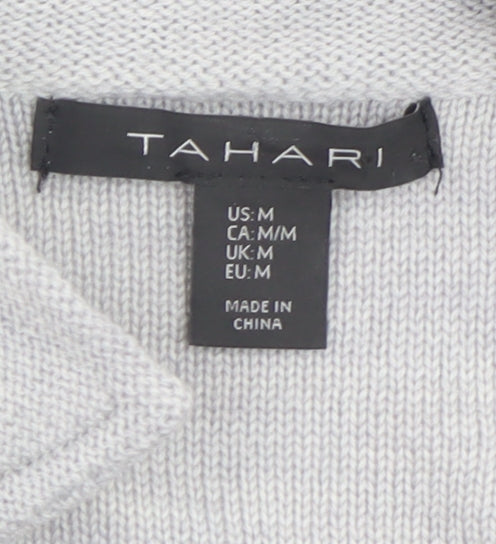 TAHARI
US: M
CA: M/M
UK: M
EU: M
MADE IN
CHINA